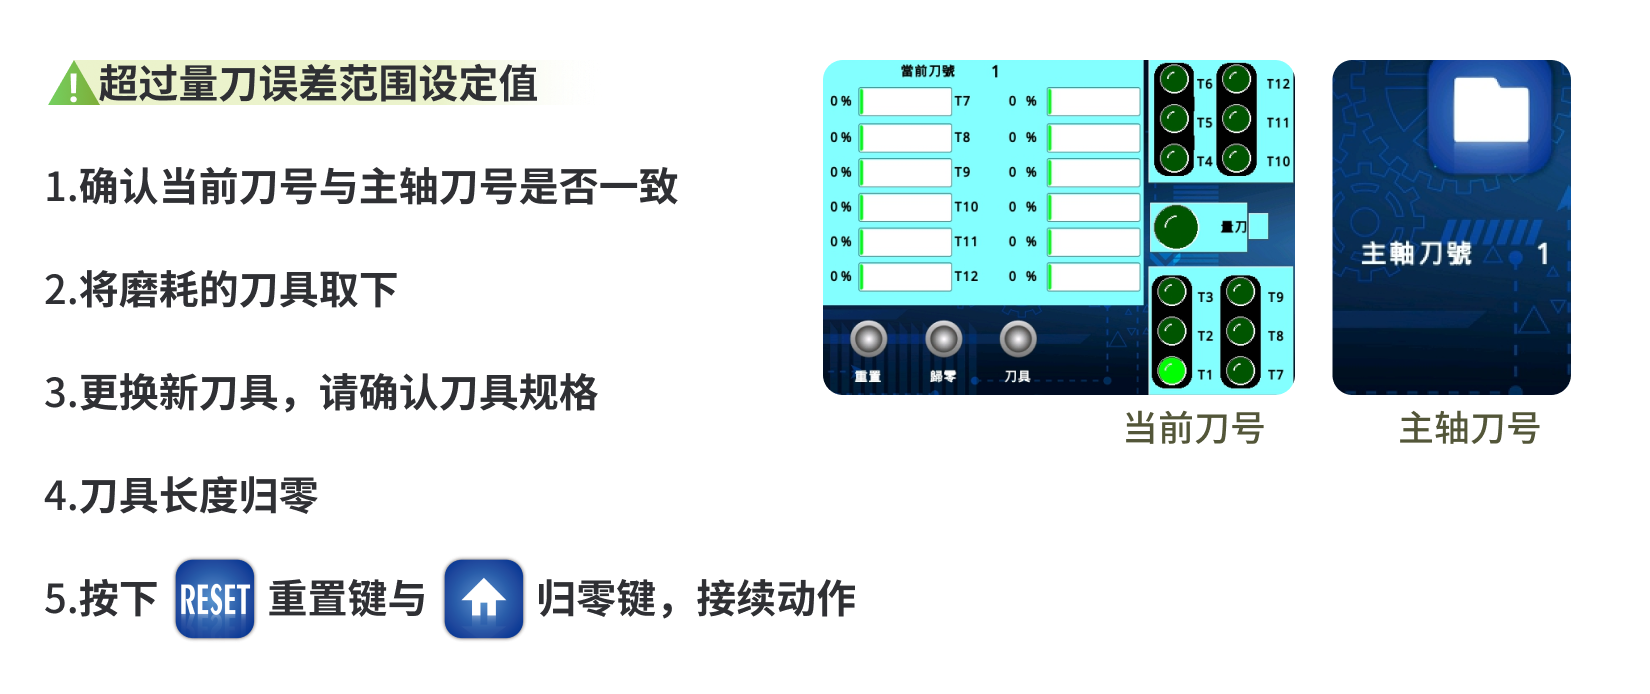 超过量刀误差范围设定值
1.确认当前刀号与主轴刀号是否一致
2.将磨耗的刀具取下
3.更换新刀具，请确认刀具规格
4.刀具长度归零
5.按下 RESET 重置键与 归零键，接续动作
當前刀號 1
0 % T7 0 %
0 % T8 0 %
0 % T9 0 %
0 % T10 0 %
0 % T11 0 %
0 % T12 0 %
重置 歸零 刀具
T6 T12
T5 T11
T4 T10
量刀
T3 T9
T2 T8
T1 T7
当前刀号
主軸刀號 1
主轴刀号